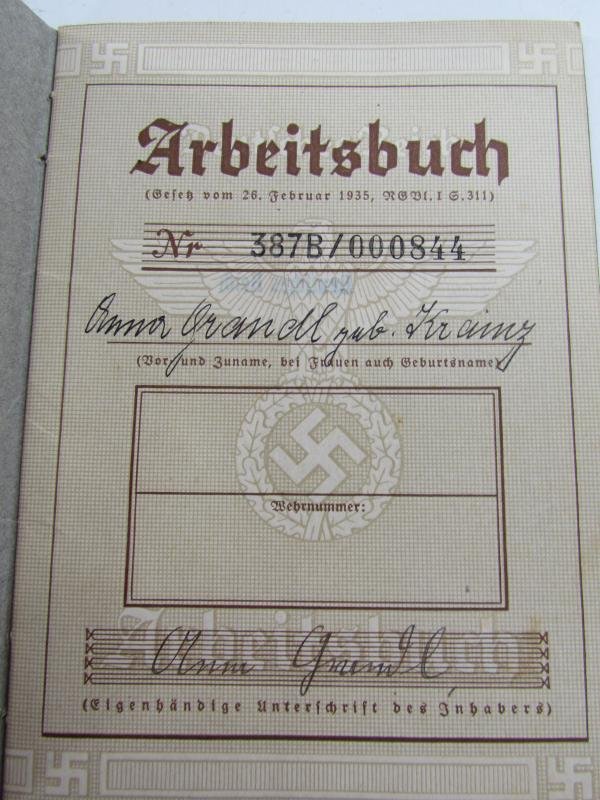 Arbeitsbuch
(Gesetz vom 26. Februar 1935, RGBl. I S. 311)
Nr 387B/000844
Anna Grandl geb. Krainz
(Vor- und Zuname, bei Frauen auch Geburtsname)
Wehrnummer:
Arbeitsbuch
Anna Grandl
(Eigenhändige Unterschrift des Inhabers)